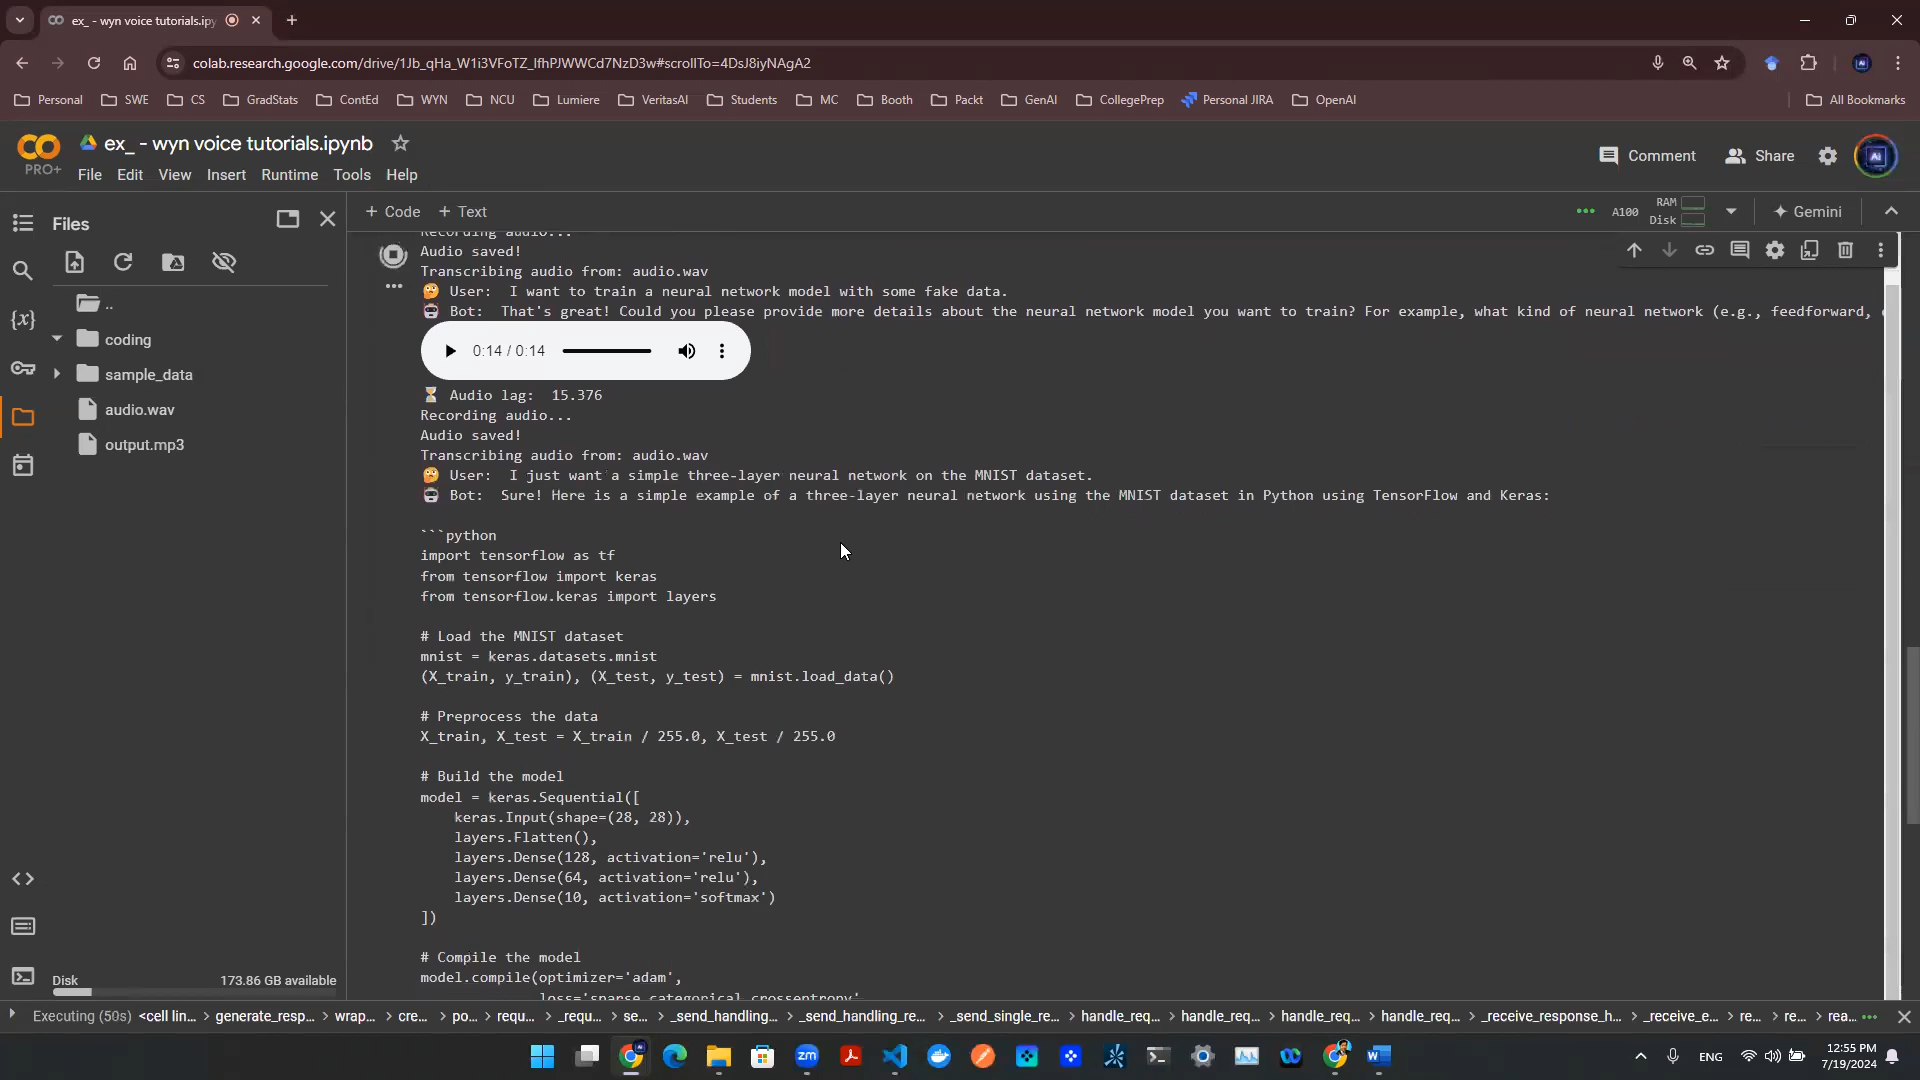 ex_ - wyn voice tutorials.ipy
colab.research.google.com/drive/1Jb_qHa_W1i3VFoTZ_IfhPJWWCd7NzD3w#scrollTo=4DsJ8iyNAgA2
Personal SWE CS GradStats ContEd WYN NCU Lumiere VeritasAI Students MC Booth Packt GenAI CollegePrep Personal JIRA OpenAI All Bookmarks
CO PRO+
ex_ - wyn voice tutorials.ipynb
File Edit View Insert Runtime Tools Help
Comment Share
Ai
Files
+ Code + Text
A100 RAM Disk Gemini
..
coding
sample_data
audio.wav
output.mp3
Disk 173.86 GB available
Recording audio...
Audio saved!
Transcribing audio from: audio.wav
User: I want to train a neural network model with some fake data.
Bot: That's great! Could you please provide more details about the neural network model you want to train? For example, what kind of neural network (e.g., feedforward,
0:14 / 0:14
Audio lag: 15.376
Recording audio...
Audio saved!
Transcribing audio from: audio.wav
User: I just want a simple three-layer neural network on the MNIST dataset.
Bot: Sure! Here is a simple example of a three-layer neural network using the MNIST dataset in Python using TensorFlow and Keras:
```python
import tensorflow as tf
from tensorflow import keras
from tensorflow.keras import layers
# Load the MNIST dataset
mnist = keras.datasets.mnist
(X_train, y_train), (X_test, y_test) = mnist.load_data()
# Preprocess the data
X_train, X_test = X_train / 255.0, X_test / 255.0
# Build the model
model = keras.Sequential([
    keras.Input(shape=(28, 28)),
    layers.Flatten(),
    layers.Dense(128, activation='relu'),
    layers.Dense(64, activation='relu'),
    layers.Dense(10, activation='softmax')
])
# Compile the model
model.compile(optimizer='adam',
loss='sparse_categorical_crossentropy'
Executing (50s) <cell lin... > generate_resp... > wrap... > cre... > po... > requ... > _requ... > se... > _send_handling... > _send_handling_re... > _send_single_re... > handle_req... > handle_req... > handle_req... > handle_req... > _receive_response_h... > _receive_e... > re... > re... > rea...
ENG
12:55 PM
7/19/2024